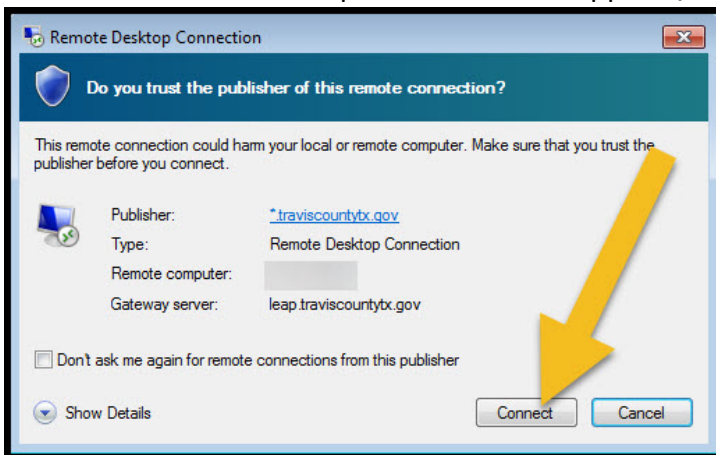 Remote Desktop Connection
Do you trust the publisher of this remote connection?
This remote connection could harm your local or remote computer. Make sure that you trust the
publisher before you connect.
Publisher: *.traviscountytx.gov
Type: Remote Desktop Connection
Remote computer:
Gateway server: leap.traviscountytx.gov
Don't ask me again for remote connections from this publisher
Show Details Connect Cancel